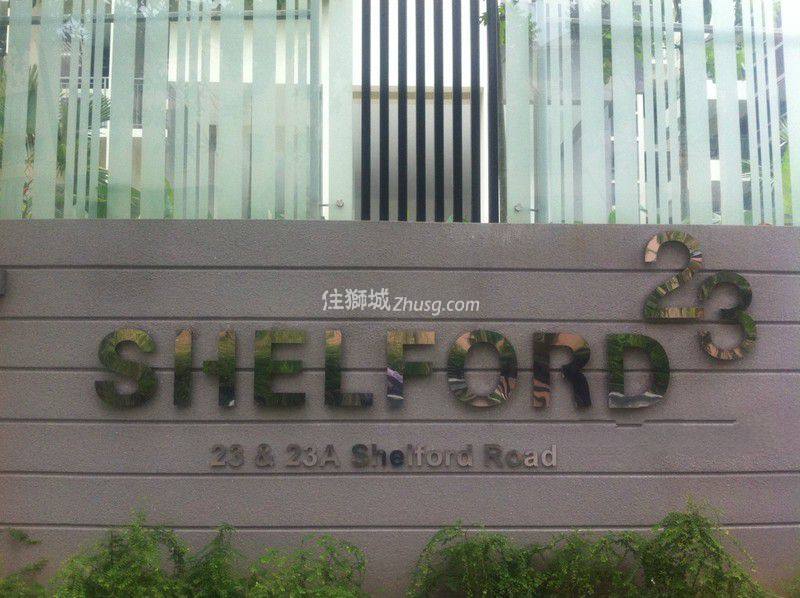 住獅城Zhusg.com
SHELFORD 23
23 & 23A Shelford Road